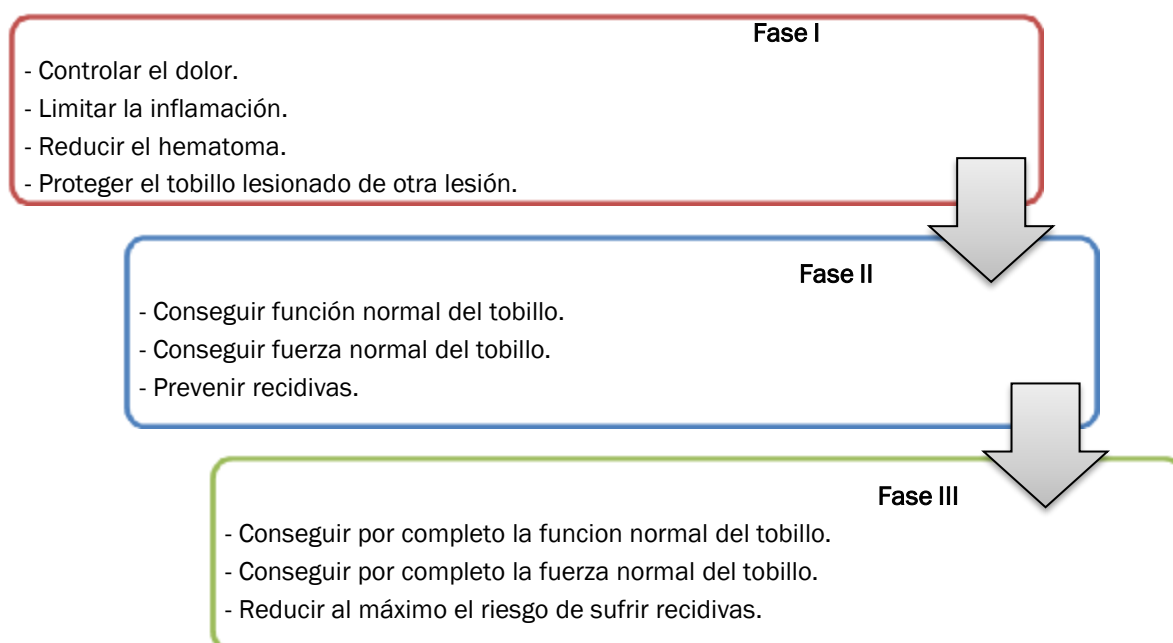 Fase I
- Controlar el dolor.
- Limitar la inflamación.
- Reducir el hematoma.
- Proteger el tobillo lesionado de otra lesión.
Fase II
- Conseguir función normal del tobillo.
- Conseguir fuerza normal del tobillo.
- Prevenir recidivas.
Fase III
- Conseguir por completo la funcion normal del tobillo.
- Conseguir por completo la fuerza normal del tobillo.
- Reducir al máximo el riesgo de sufrir recidivas.